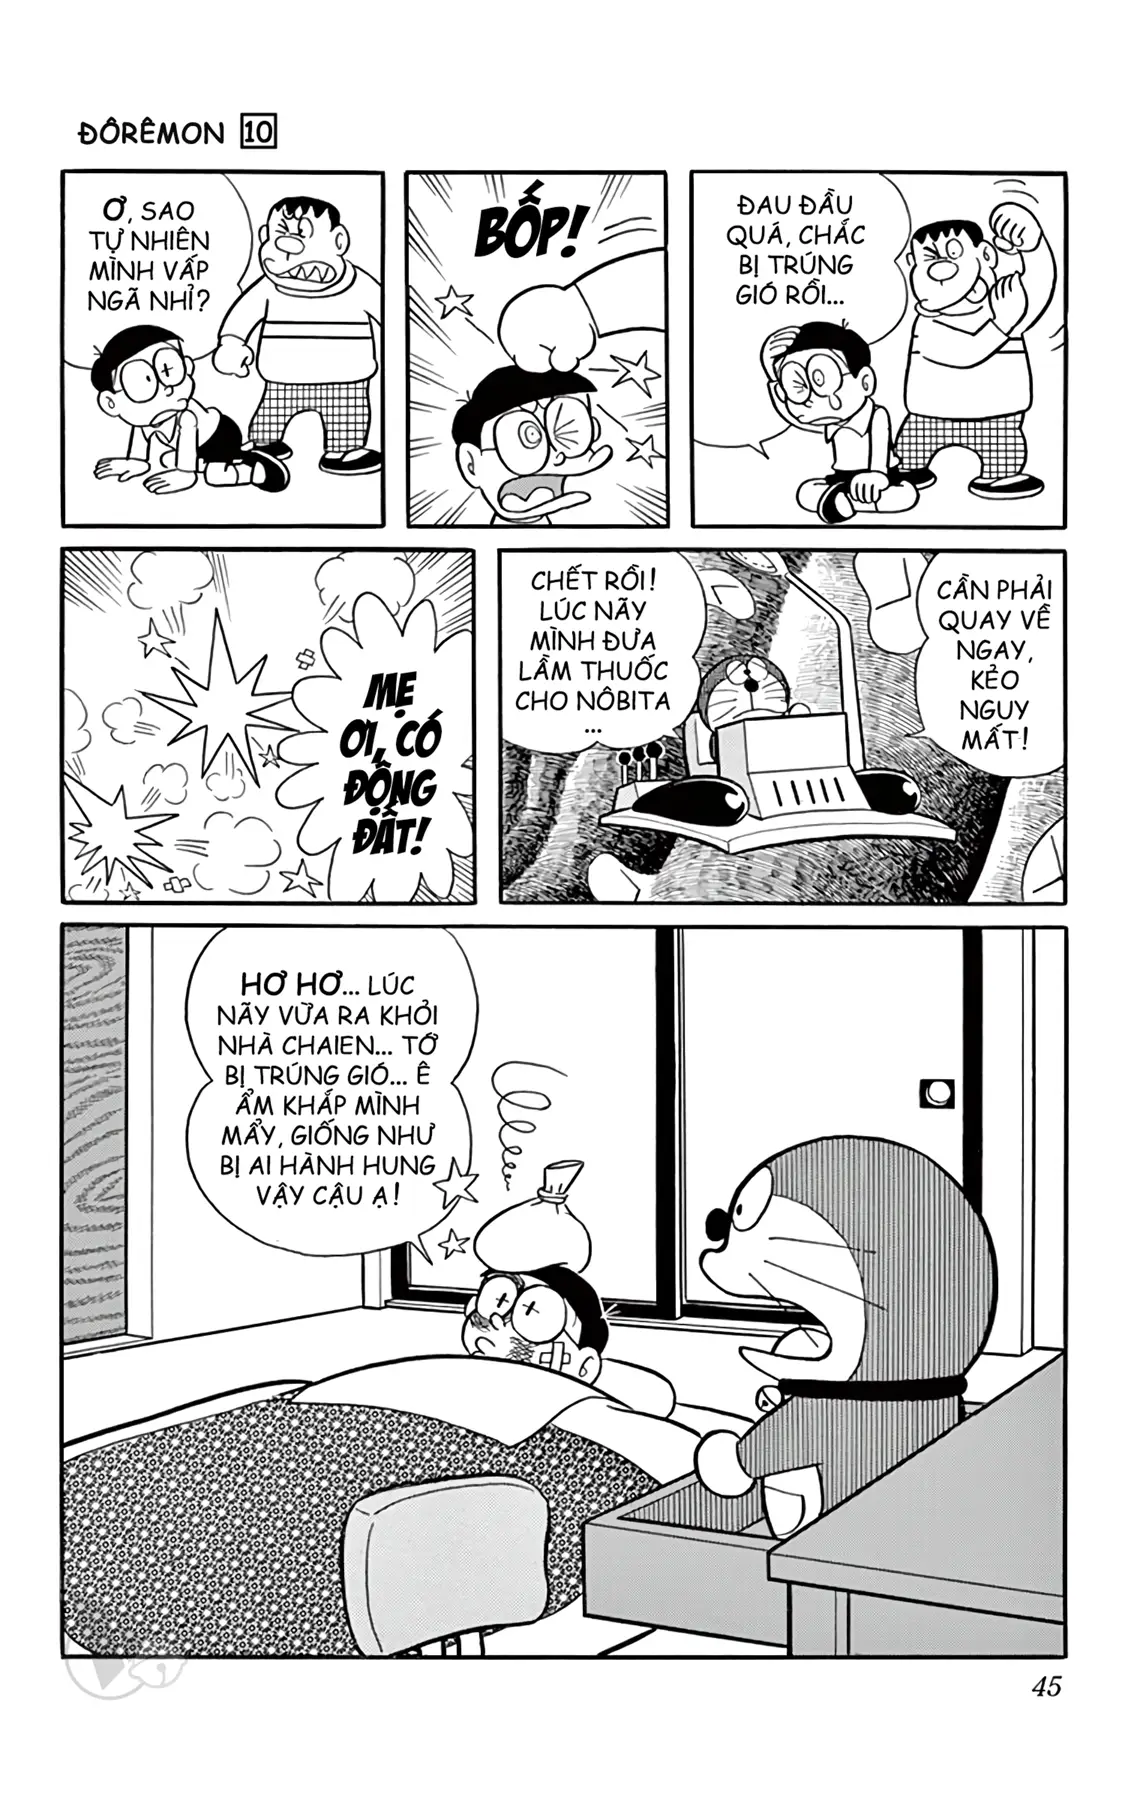 ĐÔRÊMON 10
Ơ, SAO
TỰ NHIÊN
MÌNH VẤP
NGÃ NHỈ?
BỐP!
ĐAU ĐẦU
QUÁ, CHẮC
BỊ TRÚNG
GIÓ RỒI...
MẸ
ƠI, CÓ
ĐỘNG
ĐẤT!
CHẾT RỒI!
LÚC NÃY
MÌNH ĐƯA
LẦM THUỐC
CHO NÔBITA
...
CẦN PHẢI
QUAY VỀ
NGAY,
KẺO
NGUY
MẤT!
HƠ HƠ... LÚC
NÃY VỪA RA KHỎI
NHÀ CHAIEN... TỚ
BỊ TRÚNG GIÓ... Ê
ẨM KHẮP MÌNH
MẨY, GIỐNG NHƯ
BỊ AI HÀNH HUNG
VẬY CẬU Ạ!
45